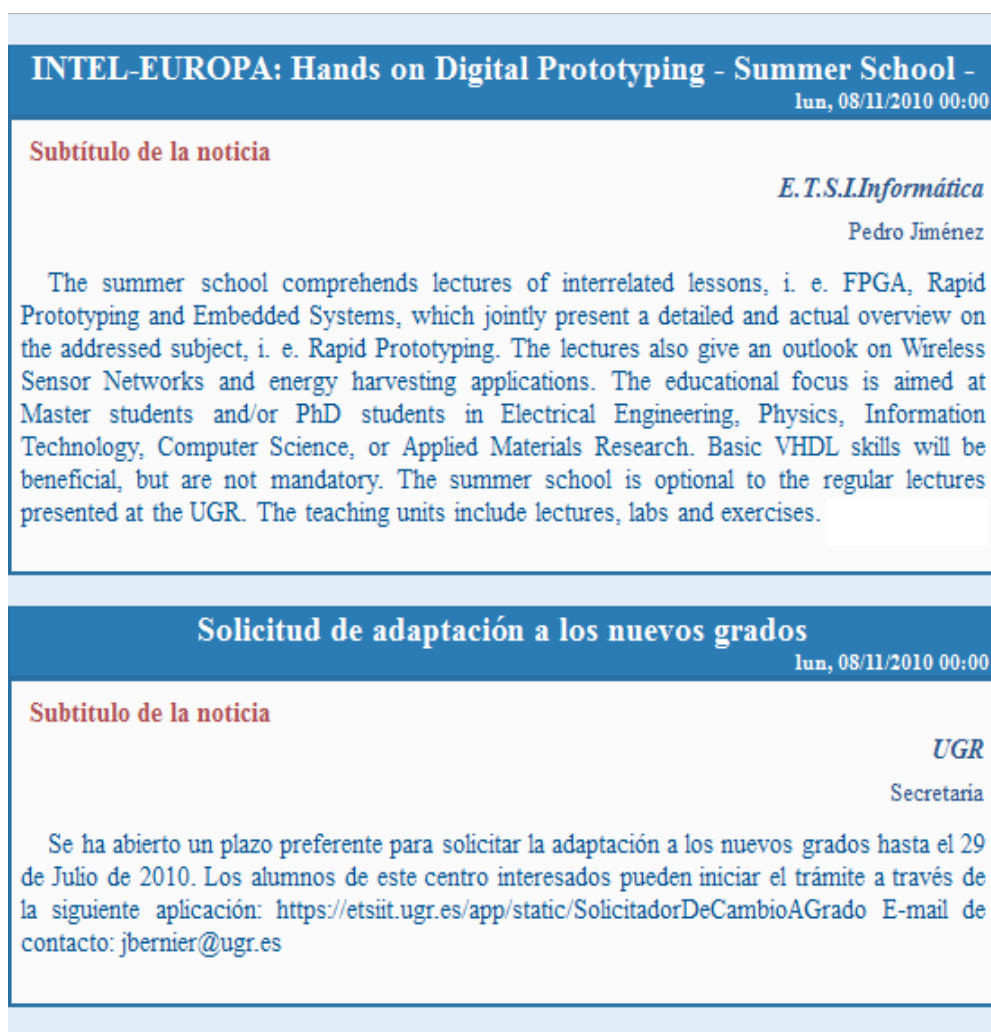 INTEL-EUROPA: Hands on Digital Prototyping - Summer School -
lun, 08/11/2010 00:00
Subtítulo de la noticia
E.T.S.I.Informática
Pedro Jiménez
The summer school comprehends lectures of interrelated lessons, i. e. FPGA, Rapid
Prototyping and Embedded Systems, which jointly present a detailed and actual overview on
the addressed subject, i. e. Rapid Prototyping. The lectures also give an outlook on Wireless
Sensor Networks and energy harvesting applications. The educational focus is aimed at
Master students and/or PhD students in Electrical Engineering, Physics, Information
Technology, Computer Science, or Applied Materials Research. Basic VHDL skills will be
beneficial, but are not mandatory. The summer school is optional to the regular lectures
presented at the UGR. The teaching units include lectures, labs and exercises.
Solicitud de adaptación a los nuevos grados
lun, 08/11/2010 00:00
Subtitulo de la noticia
UGR
Secretaria
Se ha abierto un plazo preferente para solicitar la adaptación a los nuevos grados hasta el 29
de Julio de 2010. Los alumnos de este centro interesados pueden iniciar el trámite a través de
la siguiente aplicación: https://etsiit.ugr.es/app/static/SolicitadorDeCambioAGrado E-mail de
contacto: jbernier@ugr.es